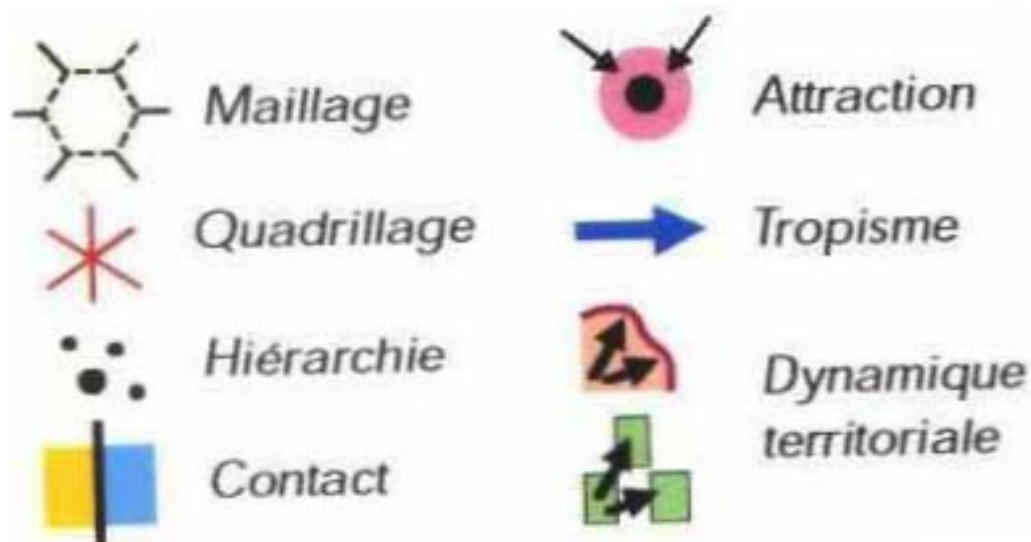 Maillage
Quadrillage
Hiérarchie
Contact
Attraction
Tropisme
Dynamique
territoriale